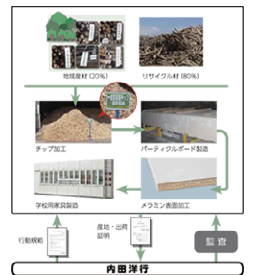 地域産材 (20%)
リサイクル材 (80%)
チップ加工
パーティクルボード製造
学校用家具製造
メラミン表面加工
行動規範
産地・出荷
証明
監査
内田洋行